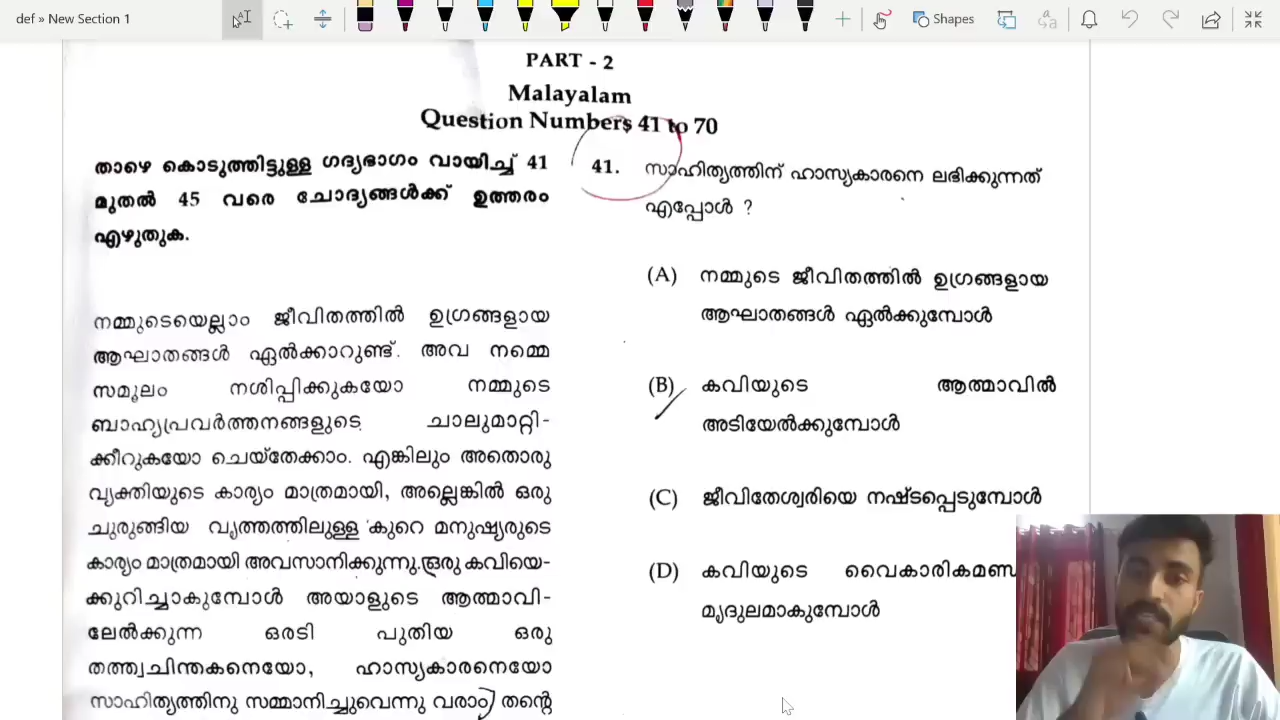 def » New Section 1
Shapes
PART - 2
Malayalam
Question Numbers 41 to 70
താഴെ കൊടുത്തിട്ടുള്ള ഗദ്യഭാഗം വായിച്ച് 41
മുതൽ 45 വരെ ചോദ്യങ്ങൾക്ക് ഉത്തരം
എഴുതുക.
നമ്മുടെയെല്ലാം ജീവിതത്തിൽ ഉഗ്രങ്ങളായ
ആഘാതങ്ങൾ ഏൽക്കാറുണ്ട്. അവ നമ്മെ
സമൂലം നശിപ്പിക്കുകയോ നമ്മുടെ
ബാഹ്യപ്രവർത്തനങ്ങളുടെ ചാലുമാറ്റി-
ക്കീറുകയോ ചെയ്തേക്കാം. എങ്കിലും അതൊരു
വ്യക്തിയുടെ കാര്യം മാത്രമായി, അല്ലെങ്കിൽ ഒരു
ചുരുങ്ങിയ വൃത്തത്തിലുള്ള കുറെ മനുഷ്യരുടെ
കാര്യം മാത്രമായി അവസാനിക്കുന്നു. ഒരു കവിയെ-
ക്കുറിച്ചാകുമ്പോൾ അയാളുടെ ആത്മാവി-
ലേൽക്കുന്ന ഒരടി പുതിയ ഒരു
തത്ത്വചിന്തകനെയോ, ഹാസ്യകാരനെയോ
സാഹിത്യത്തിനു സമ്മാനിച്ചുവെന്നു വരാം. തന്റെ
41. സാഹിത്യത്തിന് ഹാസ്യകാരനെ ലഭിക്കുന്നത്
എപ്പോൾ ?
(A) നമ്മുടെ ജീവിതത്തിൽ ഉഗ്രങ്ങളായ
ആഘാതങ്ങൾ ഏൽക്കുമ്പോൾ
(B) കവിയുടെ ആത്മാവിൽ
അടിയേൽക്കുമ്പോൾ
(C) ജീവിതേശ്വരിയെ നഷ്ടപ്പെടുമ്പോൾ
(D) കവിയുടെ
മൃദുലമാകുമ്പോൾ